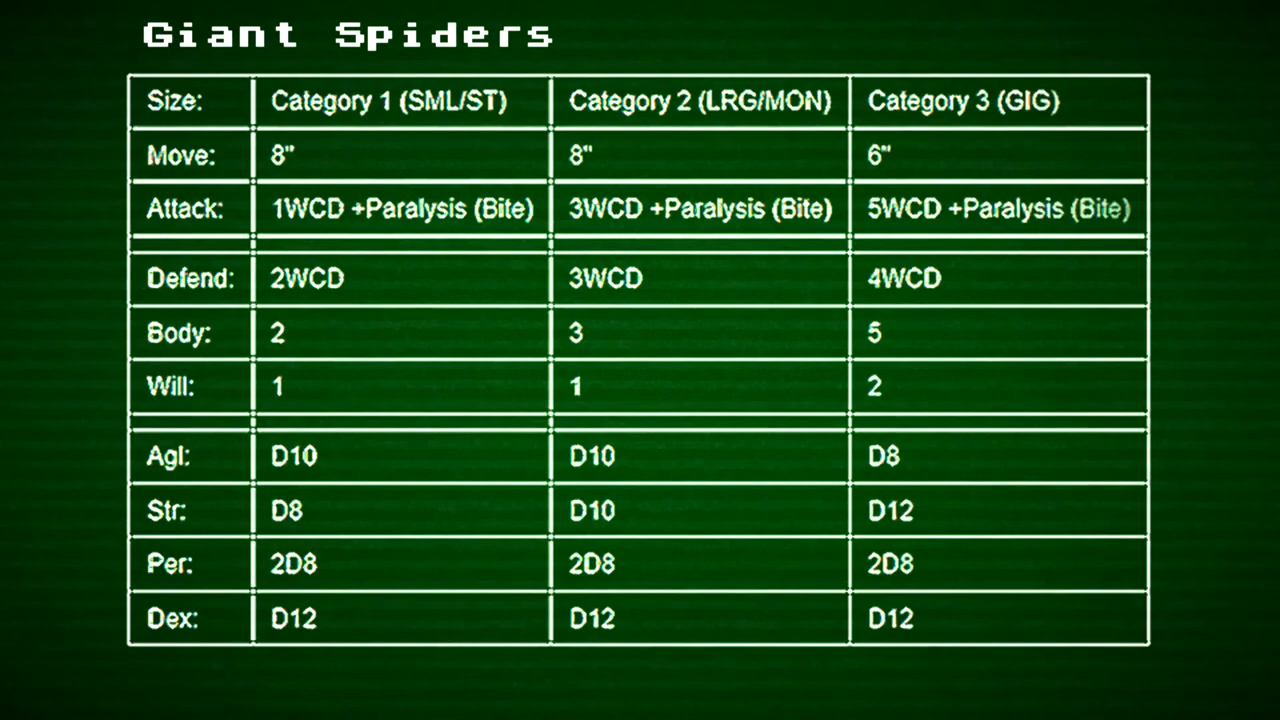 Giant Spiders
Size: Category 1 (SML/ST) Category 2 (LRG/MON) Category 3 (GIG)
Move: 8" 8" 6"
Attack: 1WCD +Paralysis (Bite) 3WCD +Paralysis (Bite) 5WCD +Paralysis (Bite)
Defend: 2WCD 3WCD 4WCD
Body: 2 3 5
Will: 1 1 2
Agl: D10 D10 D8
Str: D8 D10 D12
Per: 2D8 2D8 2D8
Dex: D12 D12 D12